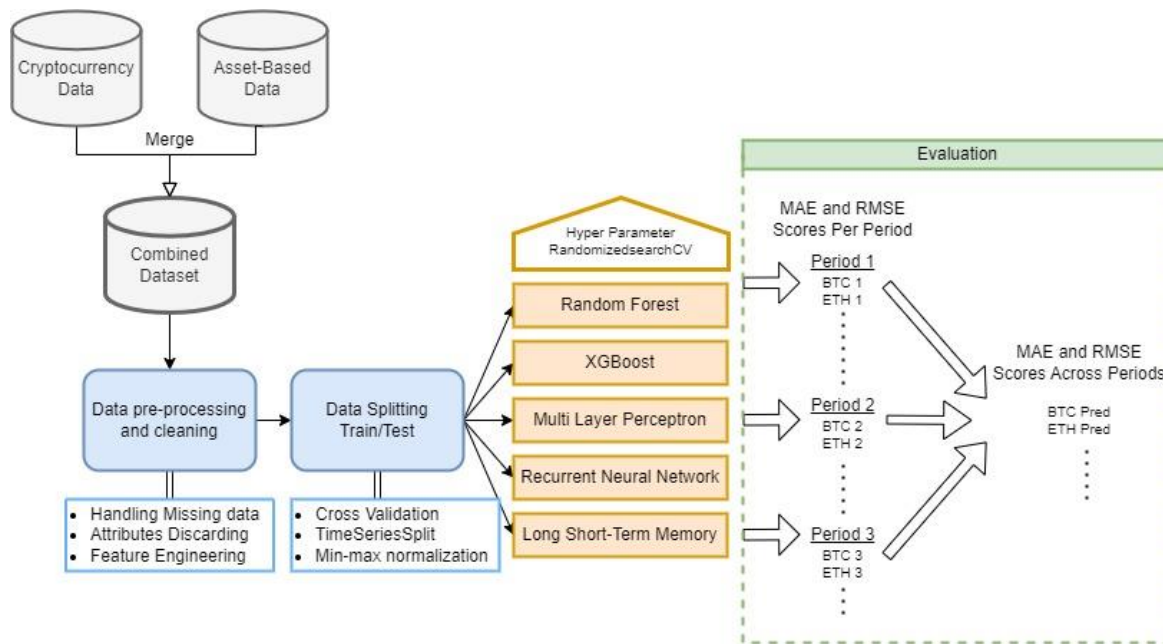 Cryptocurrency
Data
Asset-Based
Data
Merge
Combined
Dataset
Data pre-processing
and cleaning
Handling Missing data
Attributes Discarding
Feature Engineering
Data Splitting
Train/Test
Cross Validation
TimeSeriesSplit
Min-max normalization
Hyper Parameter
RandomizedsearchCV
Random Forest
XGBoost
Multi Layer Perceptron
Recurrent Neural Network
Long Short-Term Memory
Evaluation
MAE and RMSE
Scores Per Period
Period 1
BTC 1
ETH 1
Period 2
BTC 2
ETH 2
Period 3
BTC 3
ETH 3
MAE and RMSE
Scores Across Periods
BTC Pred
ETH Pred